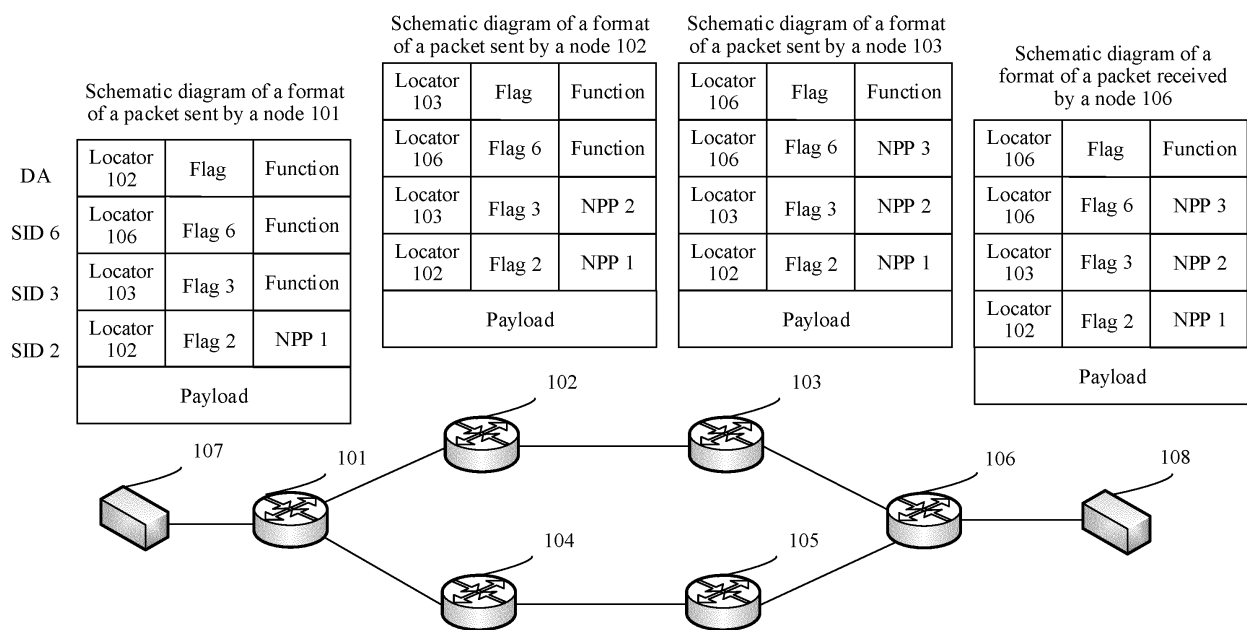 Schematic diagram of a format
of a packet sent by a node 101
DA
Locator 102 Flag Function
SID 6
Locator 106 Flag 6 Function
SID 3
Locator 103 Flag 3 Function
SID 2
Locator 102 Flag 2 NPP 1
Payload
Schematic diagram of a format
of a packet sent by a node 102
Locator 103 Flag Function
Locator 106 Flag 6 Function
Locator 103 Flag 3 NPP 2
Locator 102 Flag 2 NPP 1
Payload
Schematic diagram of a format
of a packet sent by a node 103
Locator 106 Flag Function
Locator 106 Flag 6 NPP 3
Locator 103 Flag 3 NPP 2
Locator 102 Flag 2 NPP 1
Payload
Schematic diagram of a
format of a packet received
by a node 106
Locator 106 Flag Function
Locator 106 Flag 6 NPP 3
Locator 103 Flag 3 NPP 2
Locator 102 Flag 2 NPP 1
Payload
102
103
107
101
106
108
104
105